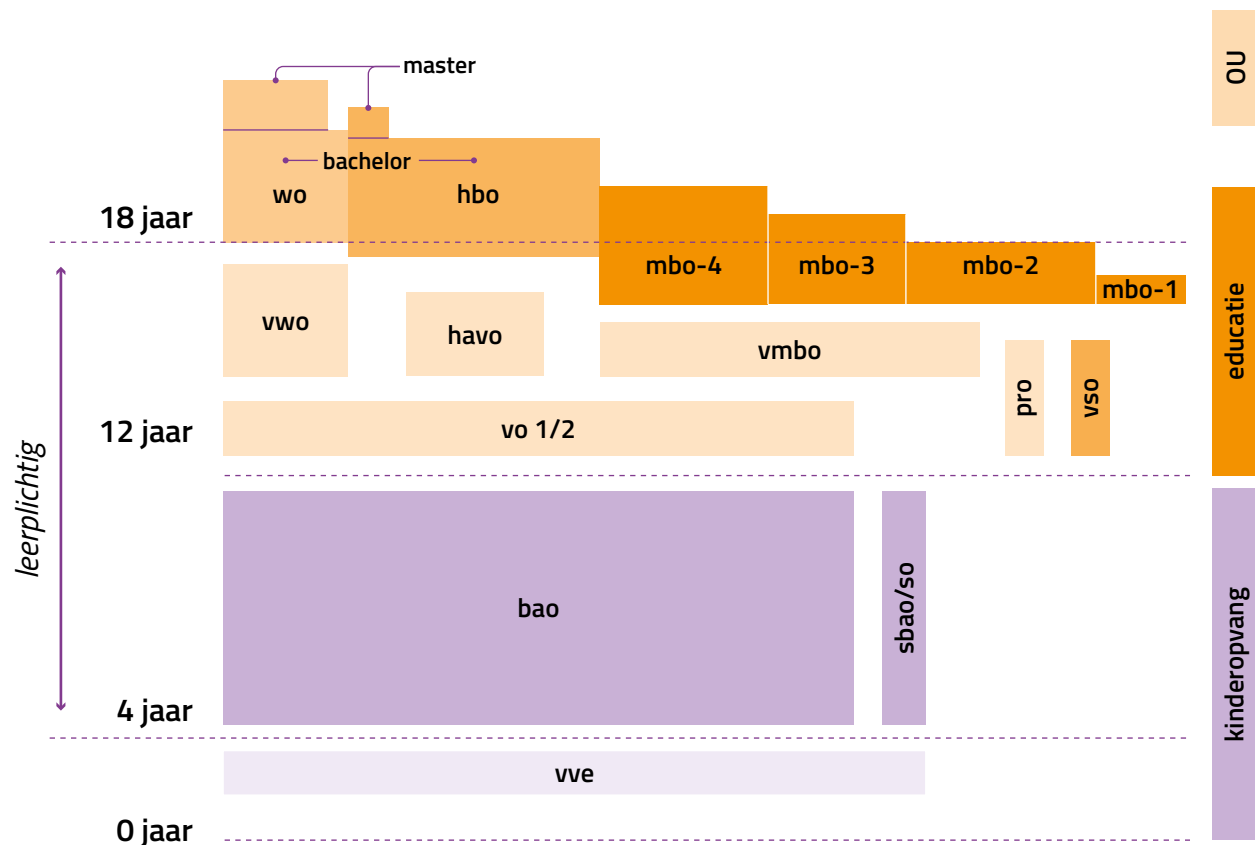 master
OU
bachelor
wo
hbo
18 jaar
mbo-4
mbo-3
mbo-2
mbo-1
educatie
vwo
havo
vmbo
pro
vso
12 jaar
vo 1/2
leerplichtig
bao
sbao/so
kinderopvang
4 jaar
vve
0 jaar